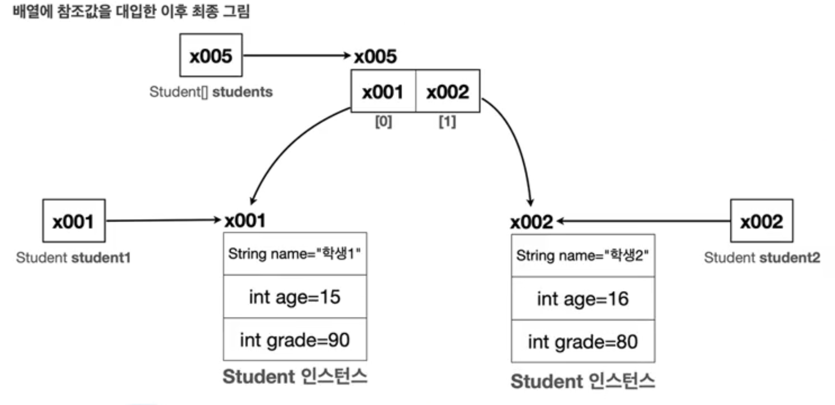 배열에 참조값을 대입한 이후 최종 그림
x005
x005
Student[] students
x001 x002
[0] [1]
x001
x001
x002
x002
Student student1
Student student2
String name="학생1"
int age=15
int grade=90
Student 인스턴스
String name="학생2"
int age=16
int grade=80
Student 인스턴스